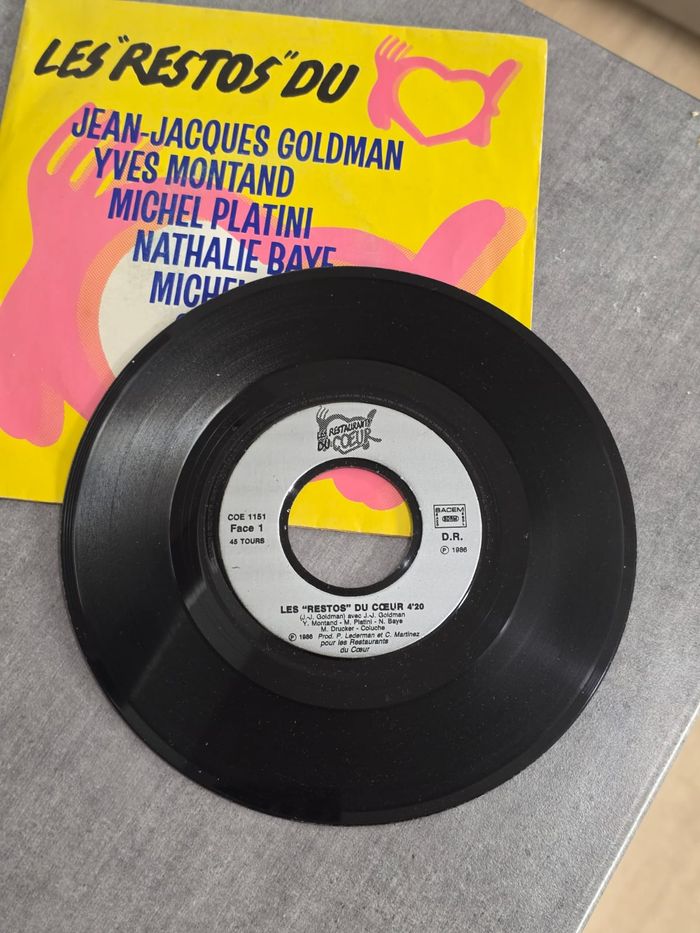 LES "RESTOS" DU
JEAN-JACQUES GOLDMAN
YVES MONTAND
MICHEL PLATINI
NATHALIE BAYE
LES RESTAURANTS
DU COEUR
COE 1151
Face 1
45 TOURS
SACEM
D.R.
℗ 1986
LES "RESTOS" DU CŒUR 4'20
(J.-J. Goldman) avec J.-J. Goldman
Y. Montand - M. Platini - N. Baye
M. Drucker - Coluche
℗ 1986 Prod. P. Lederman et C. Martinez
pour les Restaurants
du Cœur